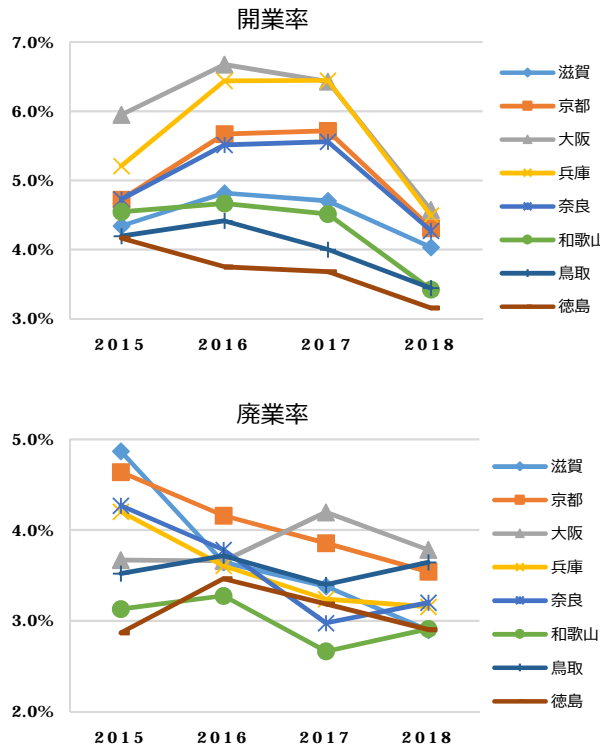 開業率
7.0%
6.0%
5.0%
4.0%
3.0%
2015 2016 2017 2018
滋賀
京都
大阪
兵庫
奈良
和歌山
鳥取
徳島
廃業率
5.0%
4.0%
3.0%
2.0%
2015 2016 2017 2018
滋賀
京都
大阪
兵庫
奈良
和歌山
鳥取
徳島